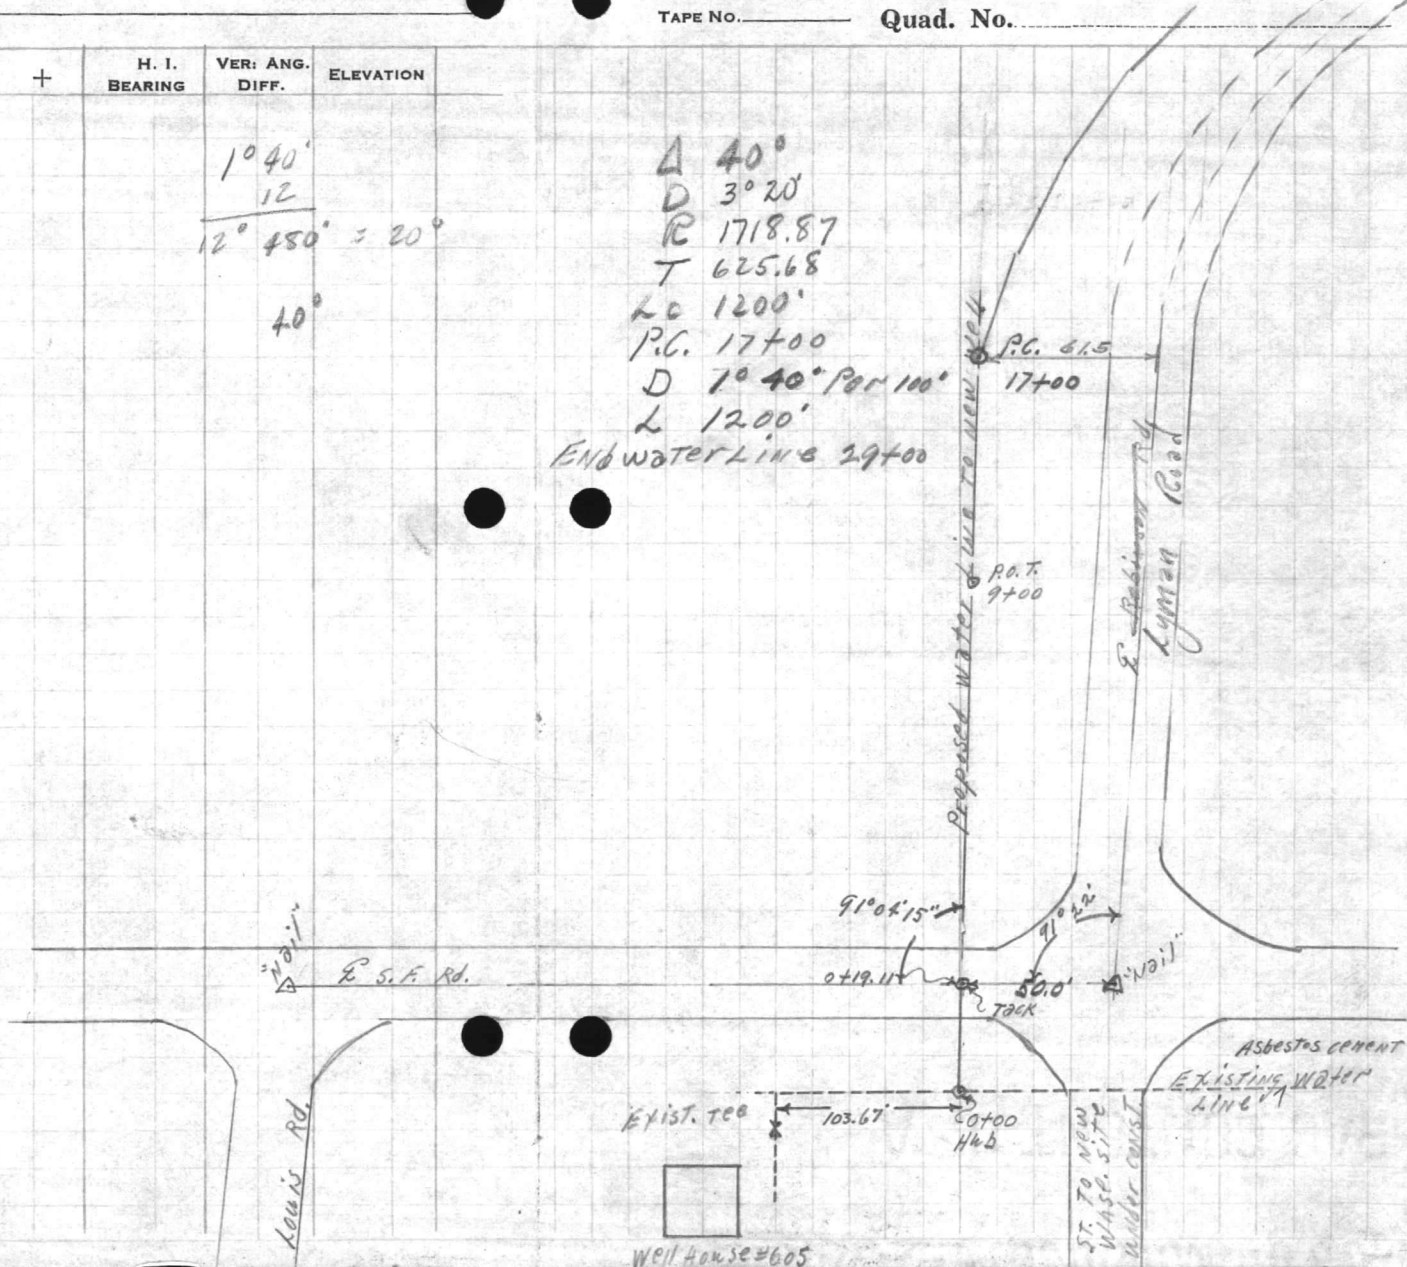 TAPE NO.
Quad. No.
+
H. I.
BEARING
VER: ANG.
DIFF.
ELEVATION
1° 40'
12
12° 480' = 20°
40°
Δ 40°
D 3° 20'
R 1718.87
T 625.68
Lc 1200'
P.C. 17+00
D 1° 40' Per 100'
L 1200'
End water Line 29+00
P.C. 61.5
17+00
Proposed water Line To New Well
P.O.T.
9+00
℄ Robinson Rd.
Lyman Road
91°04'15"
91°22'
"Nail"
℄ S.F. Rd.
0+19.11
50.0'
"Nail"
Tack
Asbestos cement
Existing water
Line
Exist. Tee
103.67'
0+00
Hub
Louis Rd.
ST. TO NEW
Whse. Site
Under Const.
Well House #605